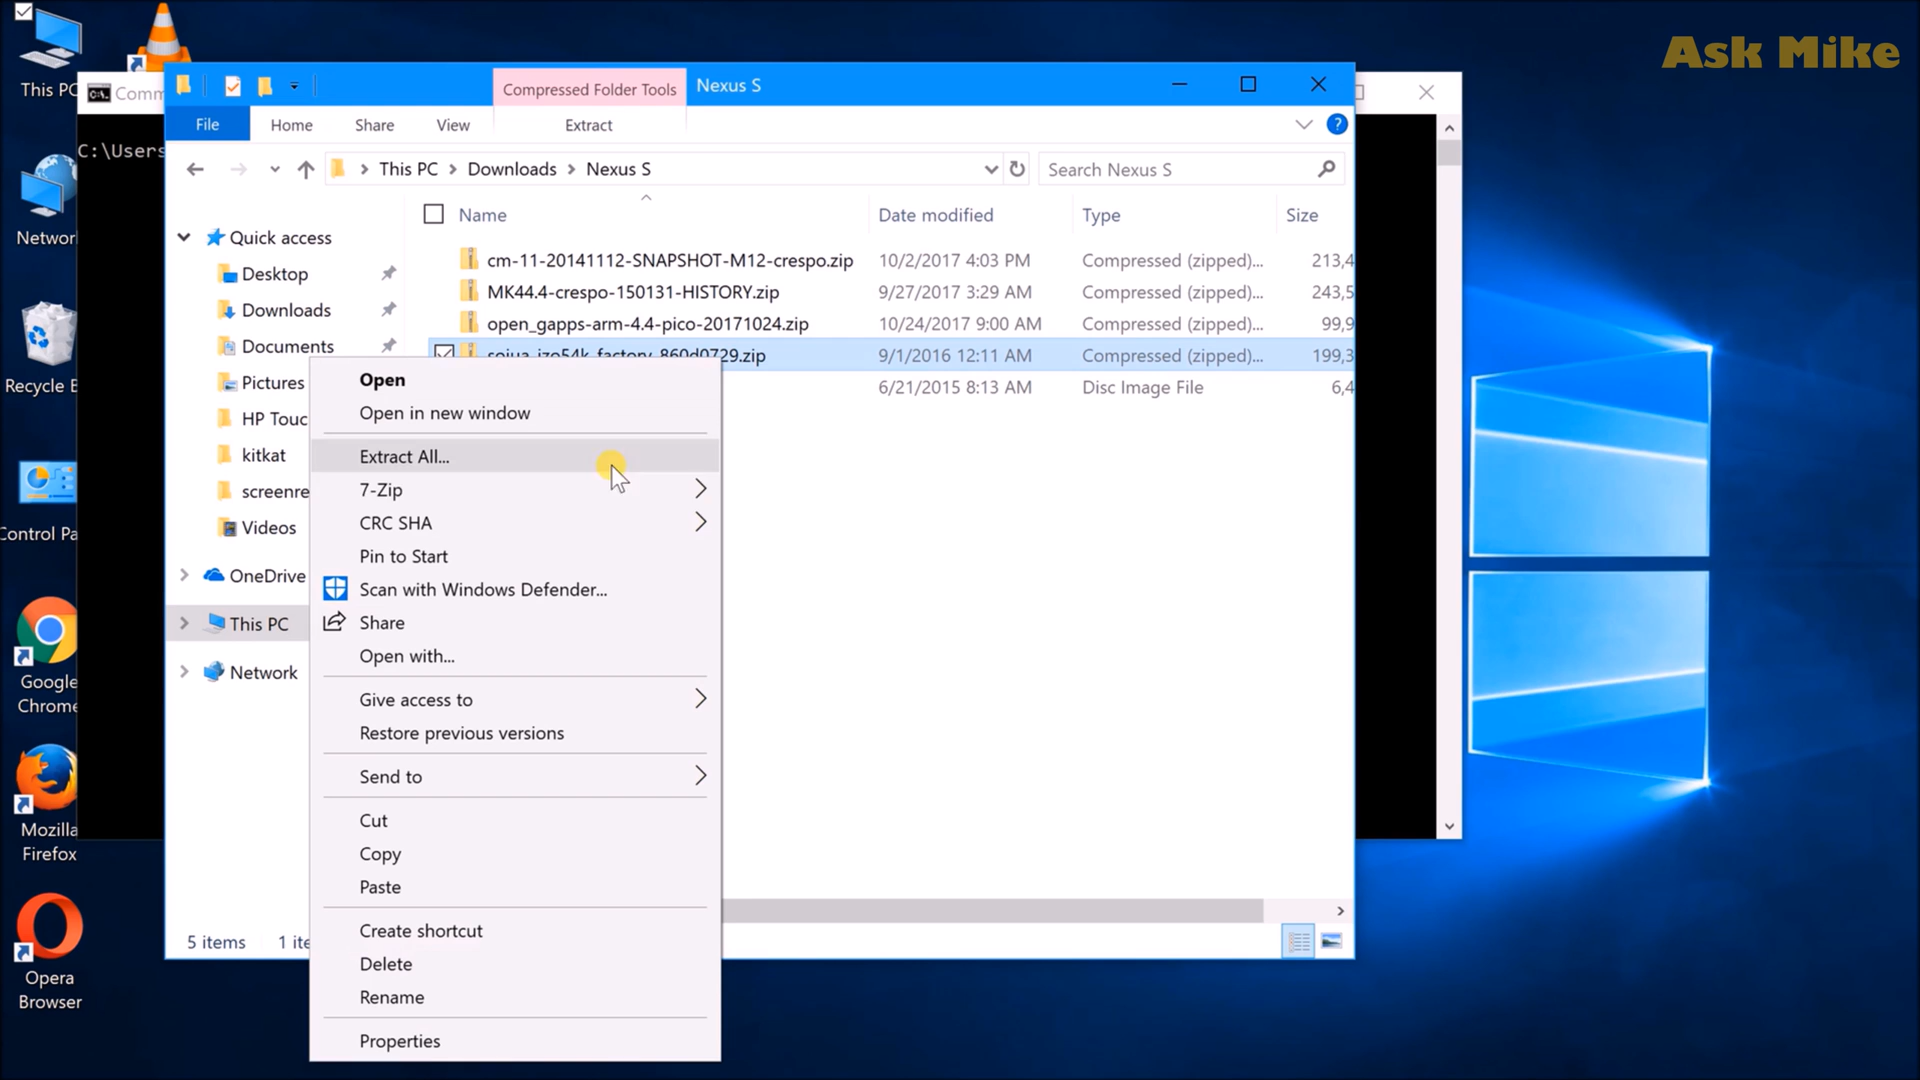 Ask Mike
This PC
Comm
Compressed Folder Tools
Nexus S
File
Home
Share
View
Extract
C:\Users
This PC
Downloads
Nexus S
Search Nexus S
Name
Date modified
Type
Size
Network
Quick access
Desktop
Downloads
Documents
Pictures
HP Touc
kitkat
screenre
Videos
OneDrive
This PC
Network
cm-11-20141112-SNAPSHOT-M12-crespo.zip 10/2/2017 4:03 PM Compressed (zipped)... 213,4
MK44.4-crespo-150131-HISTORY.zip 9/27/2017 3:29 AM Compressed (zipped)... 243,5
open_gapps-arm-4.4-pico-20171024.zip 10/24/2017 9:00 AM Compressed (zipped)... 99,9
sojua_jzo54k_factory_860d0729.zip 9/1/2016 12:11 AM Compressed (zipped)... 199,3
6/21/2015 8:13 AM Disc Image File 6,4
Recycle B
Control Pa
Google
Chrome
Mozilla
Firefox
Opera
Browser
Open
Open in new window
Extract All...
7-Zip
CRC SHA
Pin to Start
Scan with Windows Defender...
Share
Open with...
Give access to
Restore previous versions
Send to
Cut
Copy
Paste
Create shortcut
Delete
Rename
Properties
5 items
1 ite